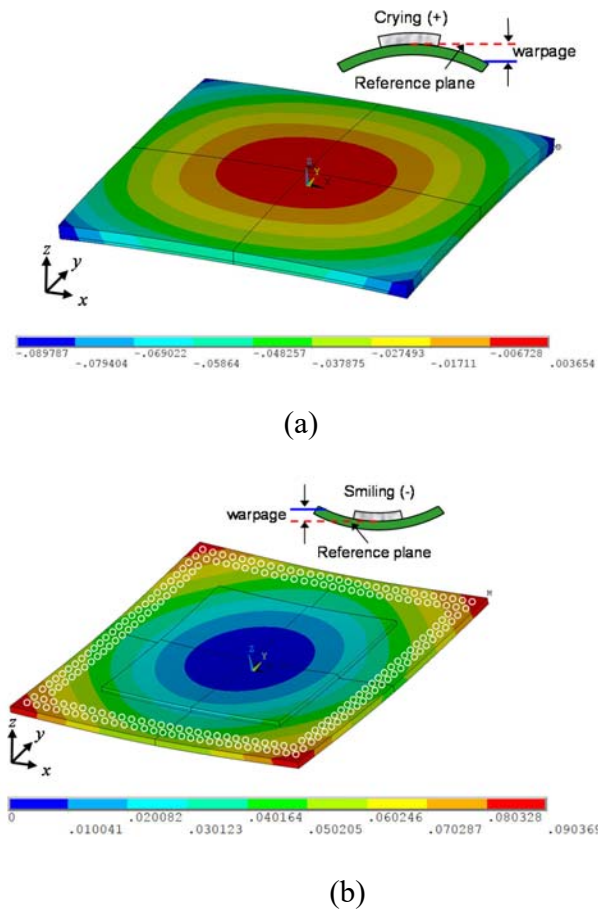 Crying (+)
warpage
Reference plane
Z
Y
z
y
x
-.089787 -.069022 -.048257 -.027493 -.006728
-.079404 -.05864 -.037875 -.01711 .003654
(a)
Smiling (-)
warpage
Reference plane
Z
Y
z
y
x
0 .020082 .040164 .060246 .080328
.010041 .030123 .050205 .070287 .090369
(b)